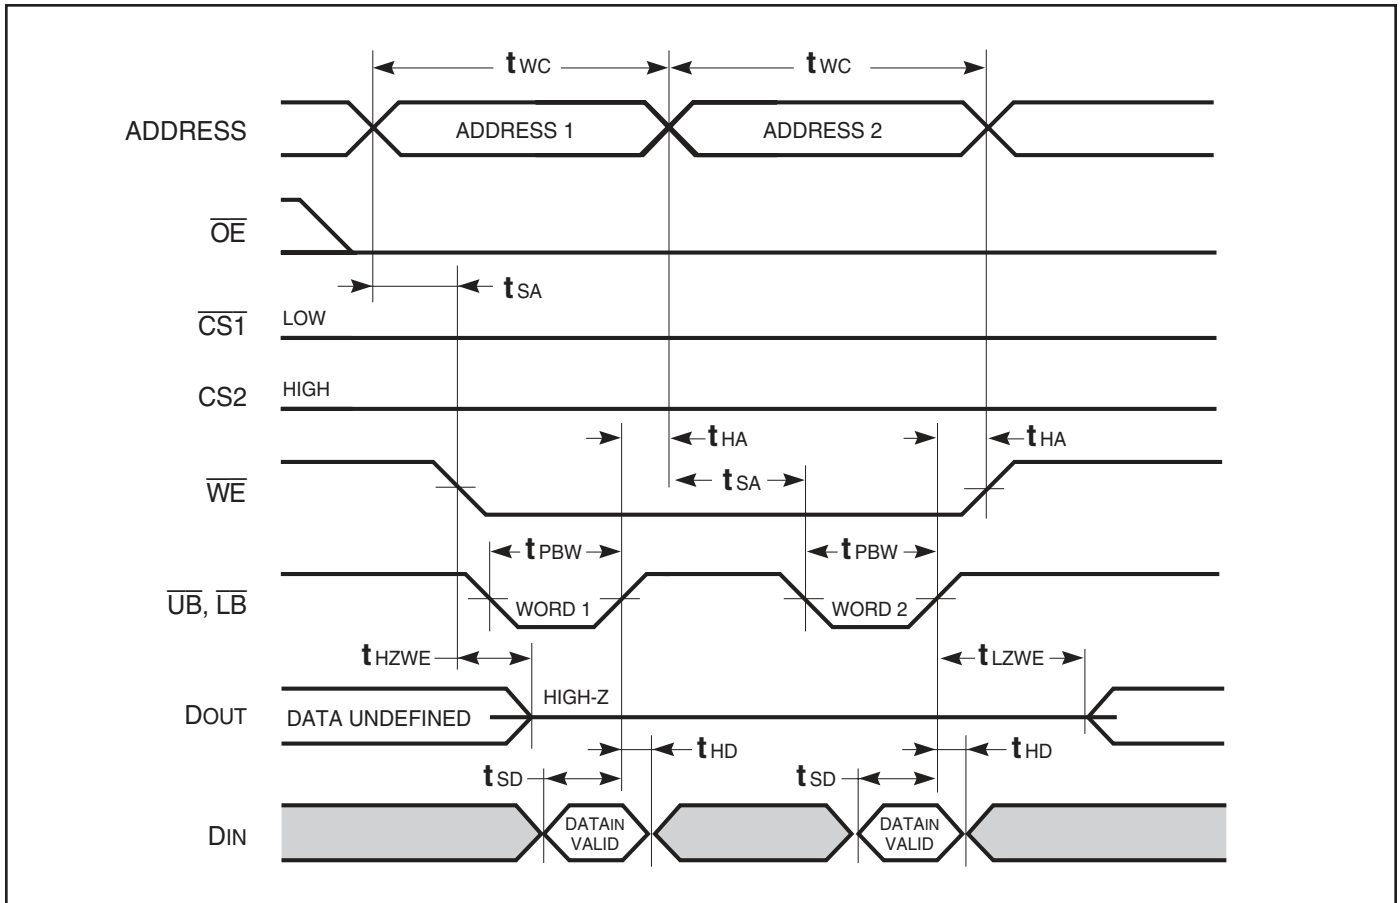 tWC tWC
ADDRESS ADDRESS 1 ADDRESS 2
OE
tSA
CS1 LOW
CS2 HIGH
tHA tHA
WE tSA
tPBW tPBW
UB, LB WORD 1 WORD 2
tHZWE tLZWE
DOUT DATA UNDEFINED HIGH-Z
tHD tHD
tSD tSD
DIN DATAIN VALID DATAIN VALID